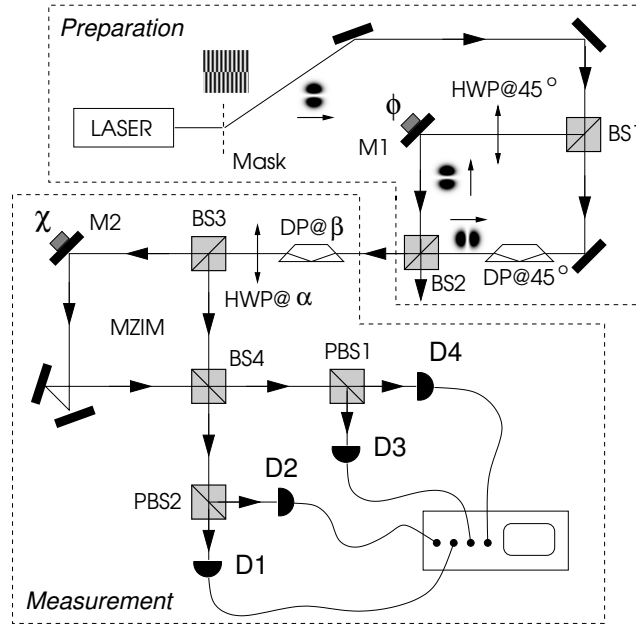 Preparation
LASER
Mask
ϕ
M1
HWP@45°
BS1
BS2
DP@45°
χ
M2
BS3
DP@β
HWP@α
MZIM
BS4
PBS1
D4
D3
PBS2
D2
D1
Measurement